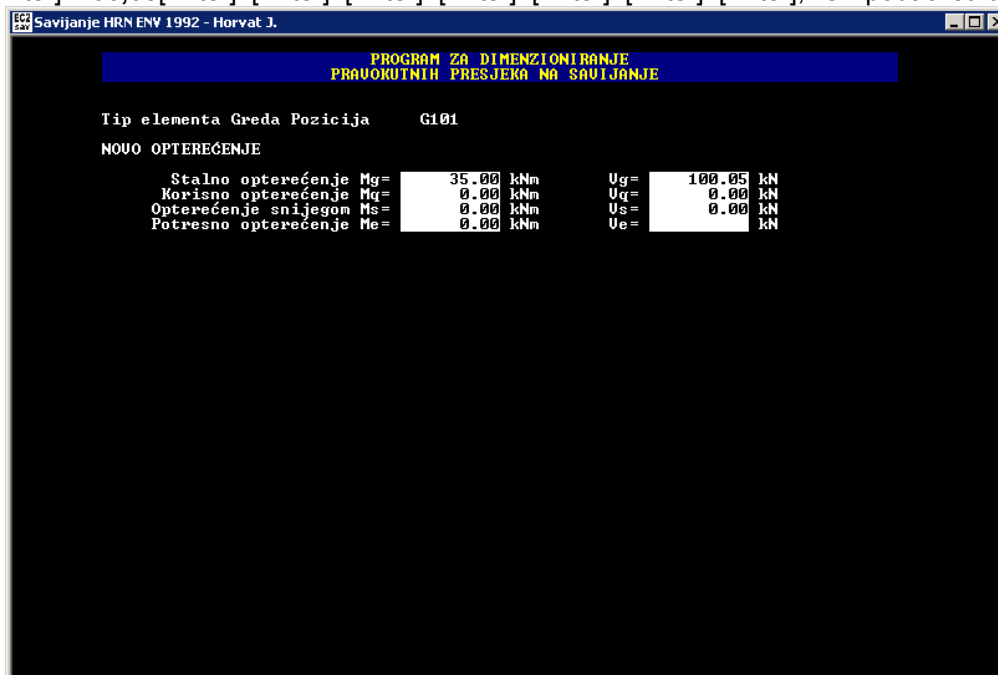 EC2 sav Savijanje HRN ENV 1992 - Horvat J.
PROGRAM ZA DIMENZIONIRANJE
PRAVOKUTNIH PRESJEKA NA SAVIJANJE
Tip elementa Greda Pozicija G101
NOVO OPTEREĆENJE
Stalno opterećenje Mg= 35.00 kNm Vg= 100.05 kN
Korisno opterećenje Mq= 0.00 kNm Vq= 0.00 kN
Opterećenje snijegom Ms= 0.00 kNm Vs= 0.00 kN
Potresno opterećenje Me= 0.00 kNm Ve= kN